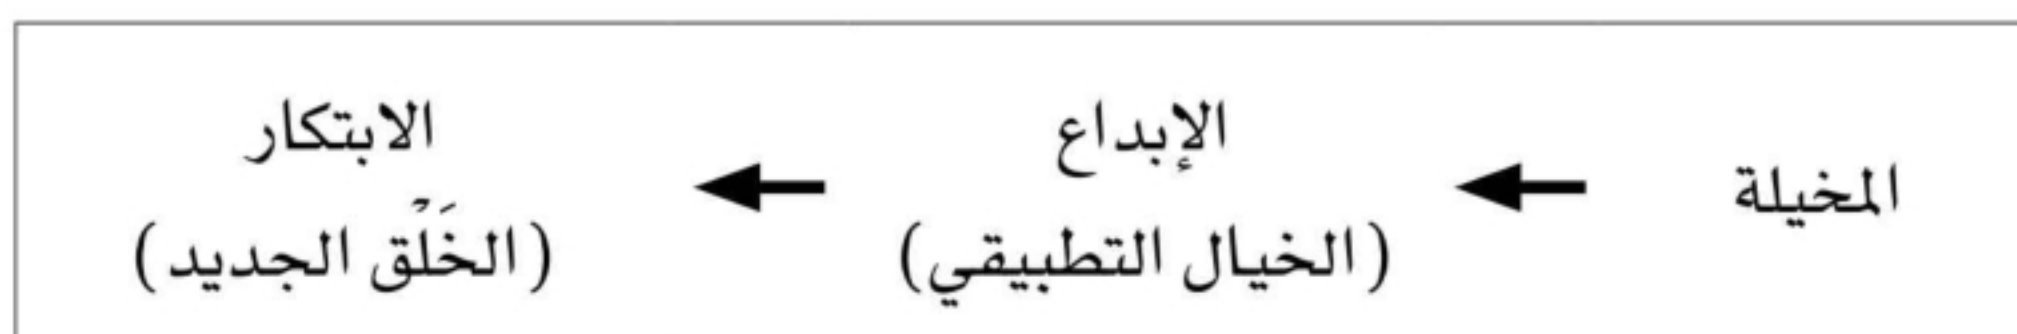 المخيلة
الإبداع
(الخيال التطبيقي)
الابتكار
(الخَلْق الجديد)